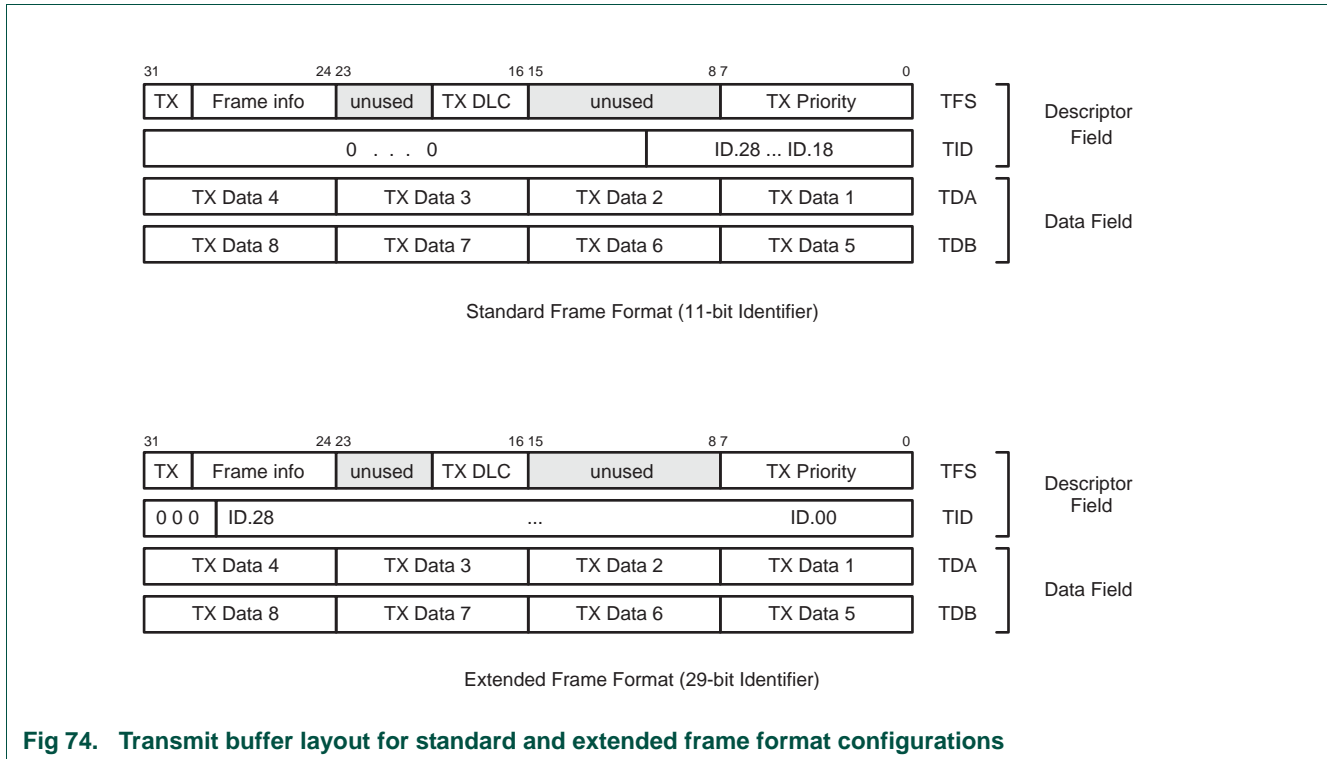 31 24 23 16 15 8 7 0
TX Frame info unused TX DLC unused TX Priority TFS
Descriptor
Field
0 . . . 0 ID.28 ... ID.18 TID
TX Data 4 TX Data 3 TX Data 2 TX Data 1 TDA
Data Field
TX Data 8 TX Data 7 TX Data 6 TX Data 5 TDB
Standard Frame Format (11-bit Identifier)
31 24 23 16 15 8 7 0
TX Frame info unused TX DLC unused TX Priority TFS
Descriptor
Field
0 0 0 ID.28 ... ID.00 TID
TX Data 4 TX Data 3 TX Data 2 TX Data 1 TDA
Data Field
TX Data 8 TX Data 7 TX Data 6 TX Data 5 TDB
Extended Frame Format (29-bit Identifier)
Fig 74. Transmit buffer layout for standard and extended frame format configurations